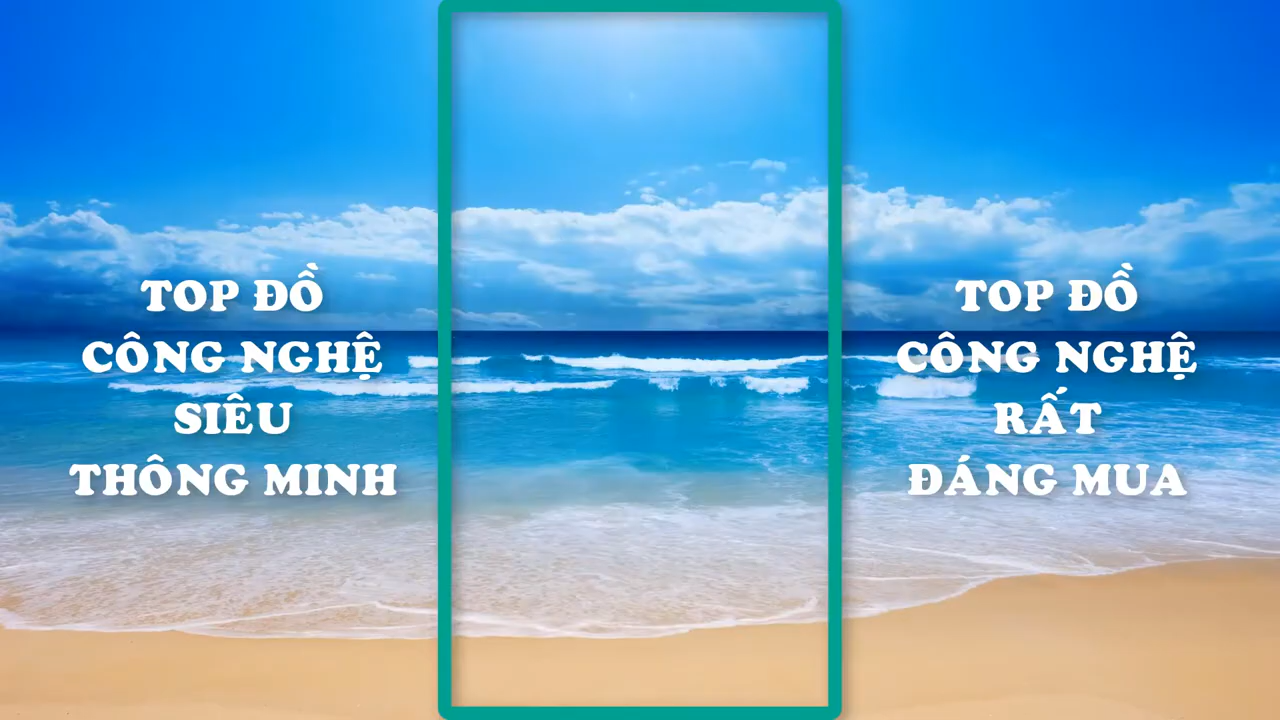 TOP ĐỒ
CÔNG NGHỆ
SIÊU
THÔNG MINH
TOP ĐỒ
CÔNG NGHỆ
RẤT
ĐÁNG MUA